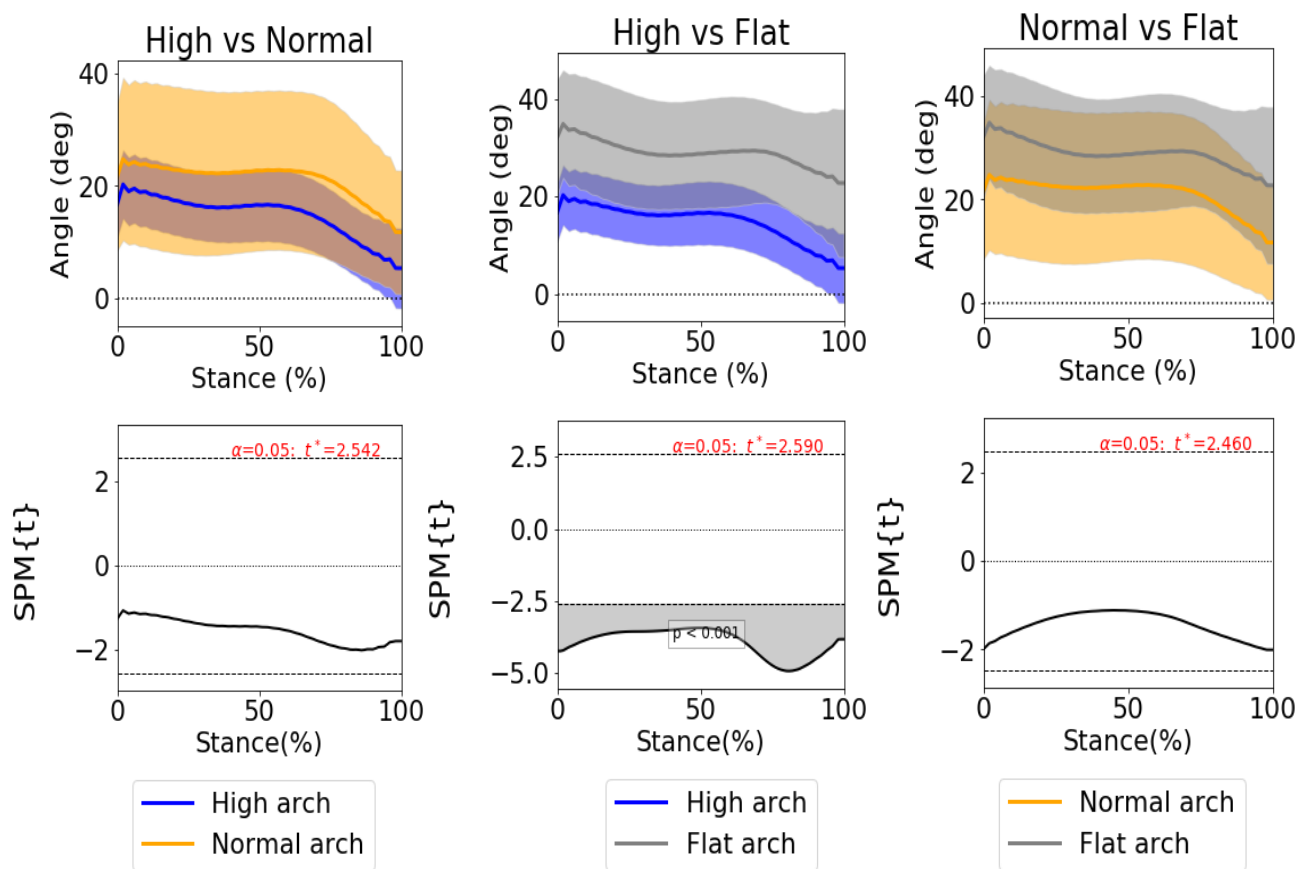 High vs Normal
High vs Flat
Normal vs Flat
Angle (deg)
40
20
0
0
50
100
Stance (%)
Angle (deg)
40
20
0
0
50
100
Stance (%)
Angle (deg)
40
20
0
0
50
100
Stance (%)
SPM{t}
2
0
−2
α=0.05: t*=2.542
0
50
100
Stance(%)
SPM{t}
2.5
0.0
−2.5
−5.0
α=0.05: t*=2.590
p < 0.001
0
50
100
Stance(%)
SPM{t}
2
0
−2
α=0.05: t*=2.460
0
50
100
Stance(%)
High arch
Normal arch
High arch
Flat arch
Normal arch
Flat arch